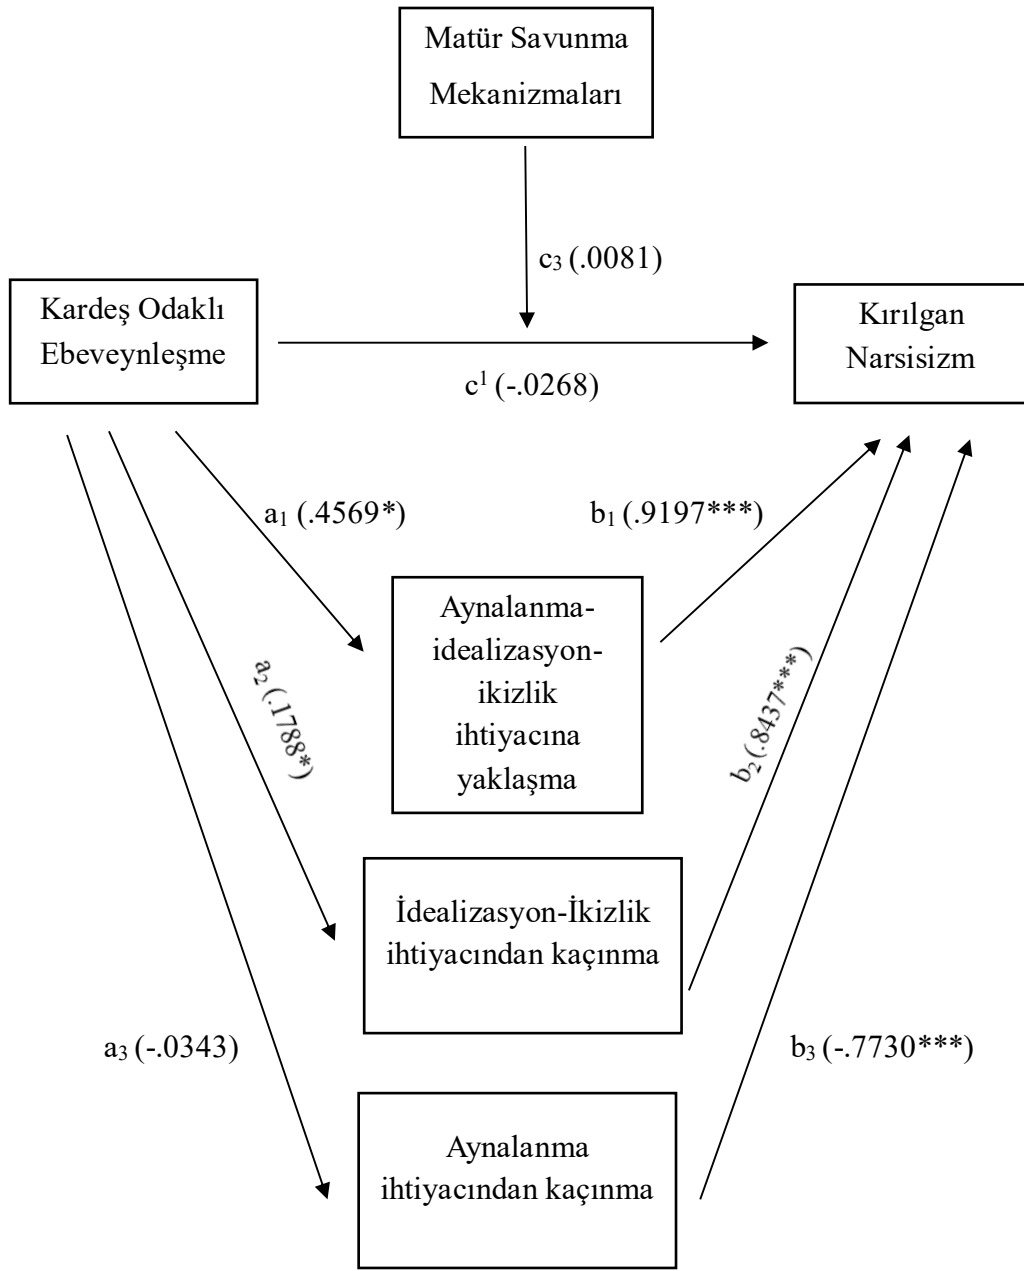 Matür Savunma
Mekanizmaları
c₃ (.0081)
Kardeş Odaklı
Ebeveynleşme
Kırılgan
Narsisizm
c¹ (-.0268)
a₁ (.4569*)
b₁ (.9197***)
Aynalanma-
idealizasyon-
ikizlik
ihtiyacına
yaklaşma
a₂ (.1788*)
b₂ (.8437***)
İdealizasyon-İkizlik
ihtiyacından kaçınma
a₃ (-.0343)
b₃ (-.7730***)
Aynalanma
ihtiyacından kaçınma